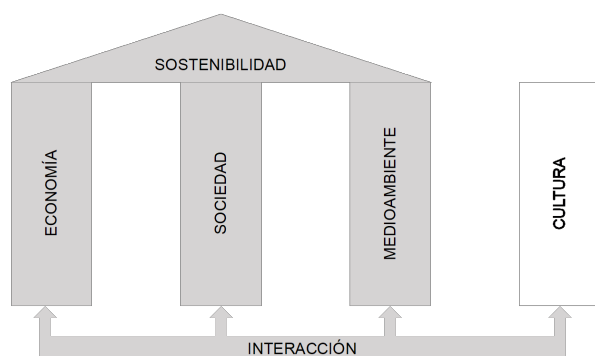 SOSTENIBILIDAD
ECONOMÍA
SOCIEDAD
MEDIOAMBIENTE
CULTURA
INTERACCIÓN